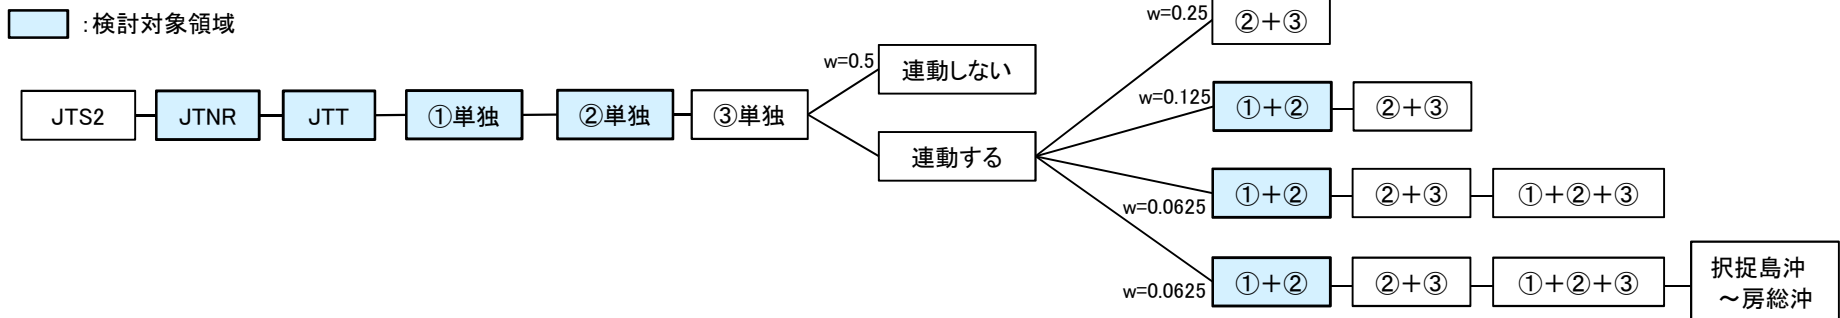 ：検討対象領域
JTS2
JTNR
JTT
①単独
②単独
③単独
w=0.5
連動しない
連動する
w=0.25
②＋③
w=0.125
①＋②
②＋③
w=0.0625
①＋②
②＋③
①＋②＋③
w=0.0625
①＋②
②＋③
①＋②＋③
択捉島沖
～房総沖